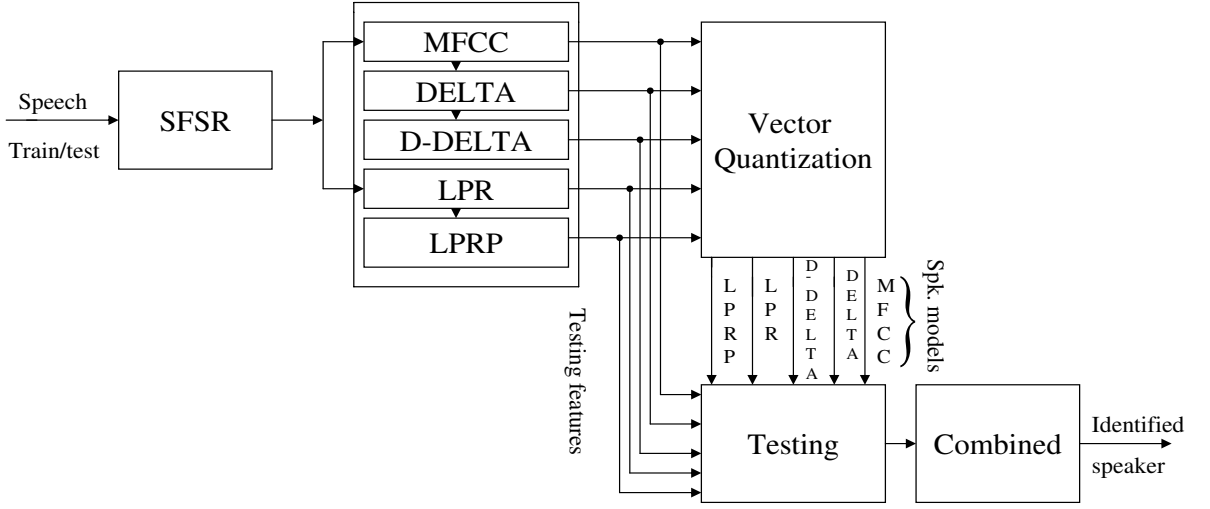 Speech
Train/test
SFSR
MFCC
DELTA
D-DELTA
LPR
LPRP
Vector
Quantization
LPRP
LPR
D-DELTA
DELTA
MFCC
Spk. models
Testing features
Testing
Combined
Identified
speaker